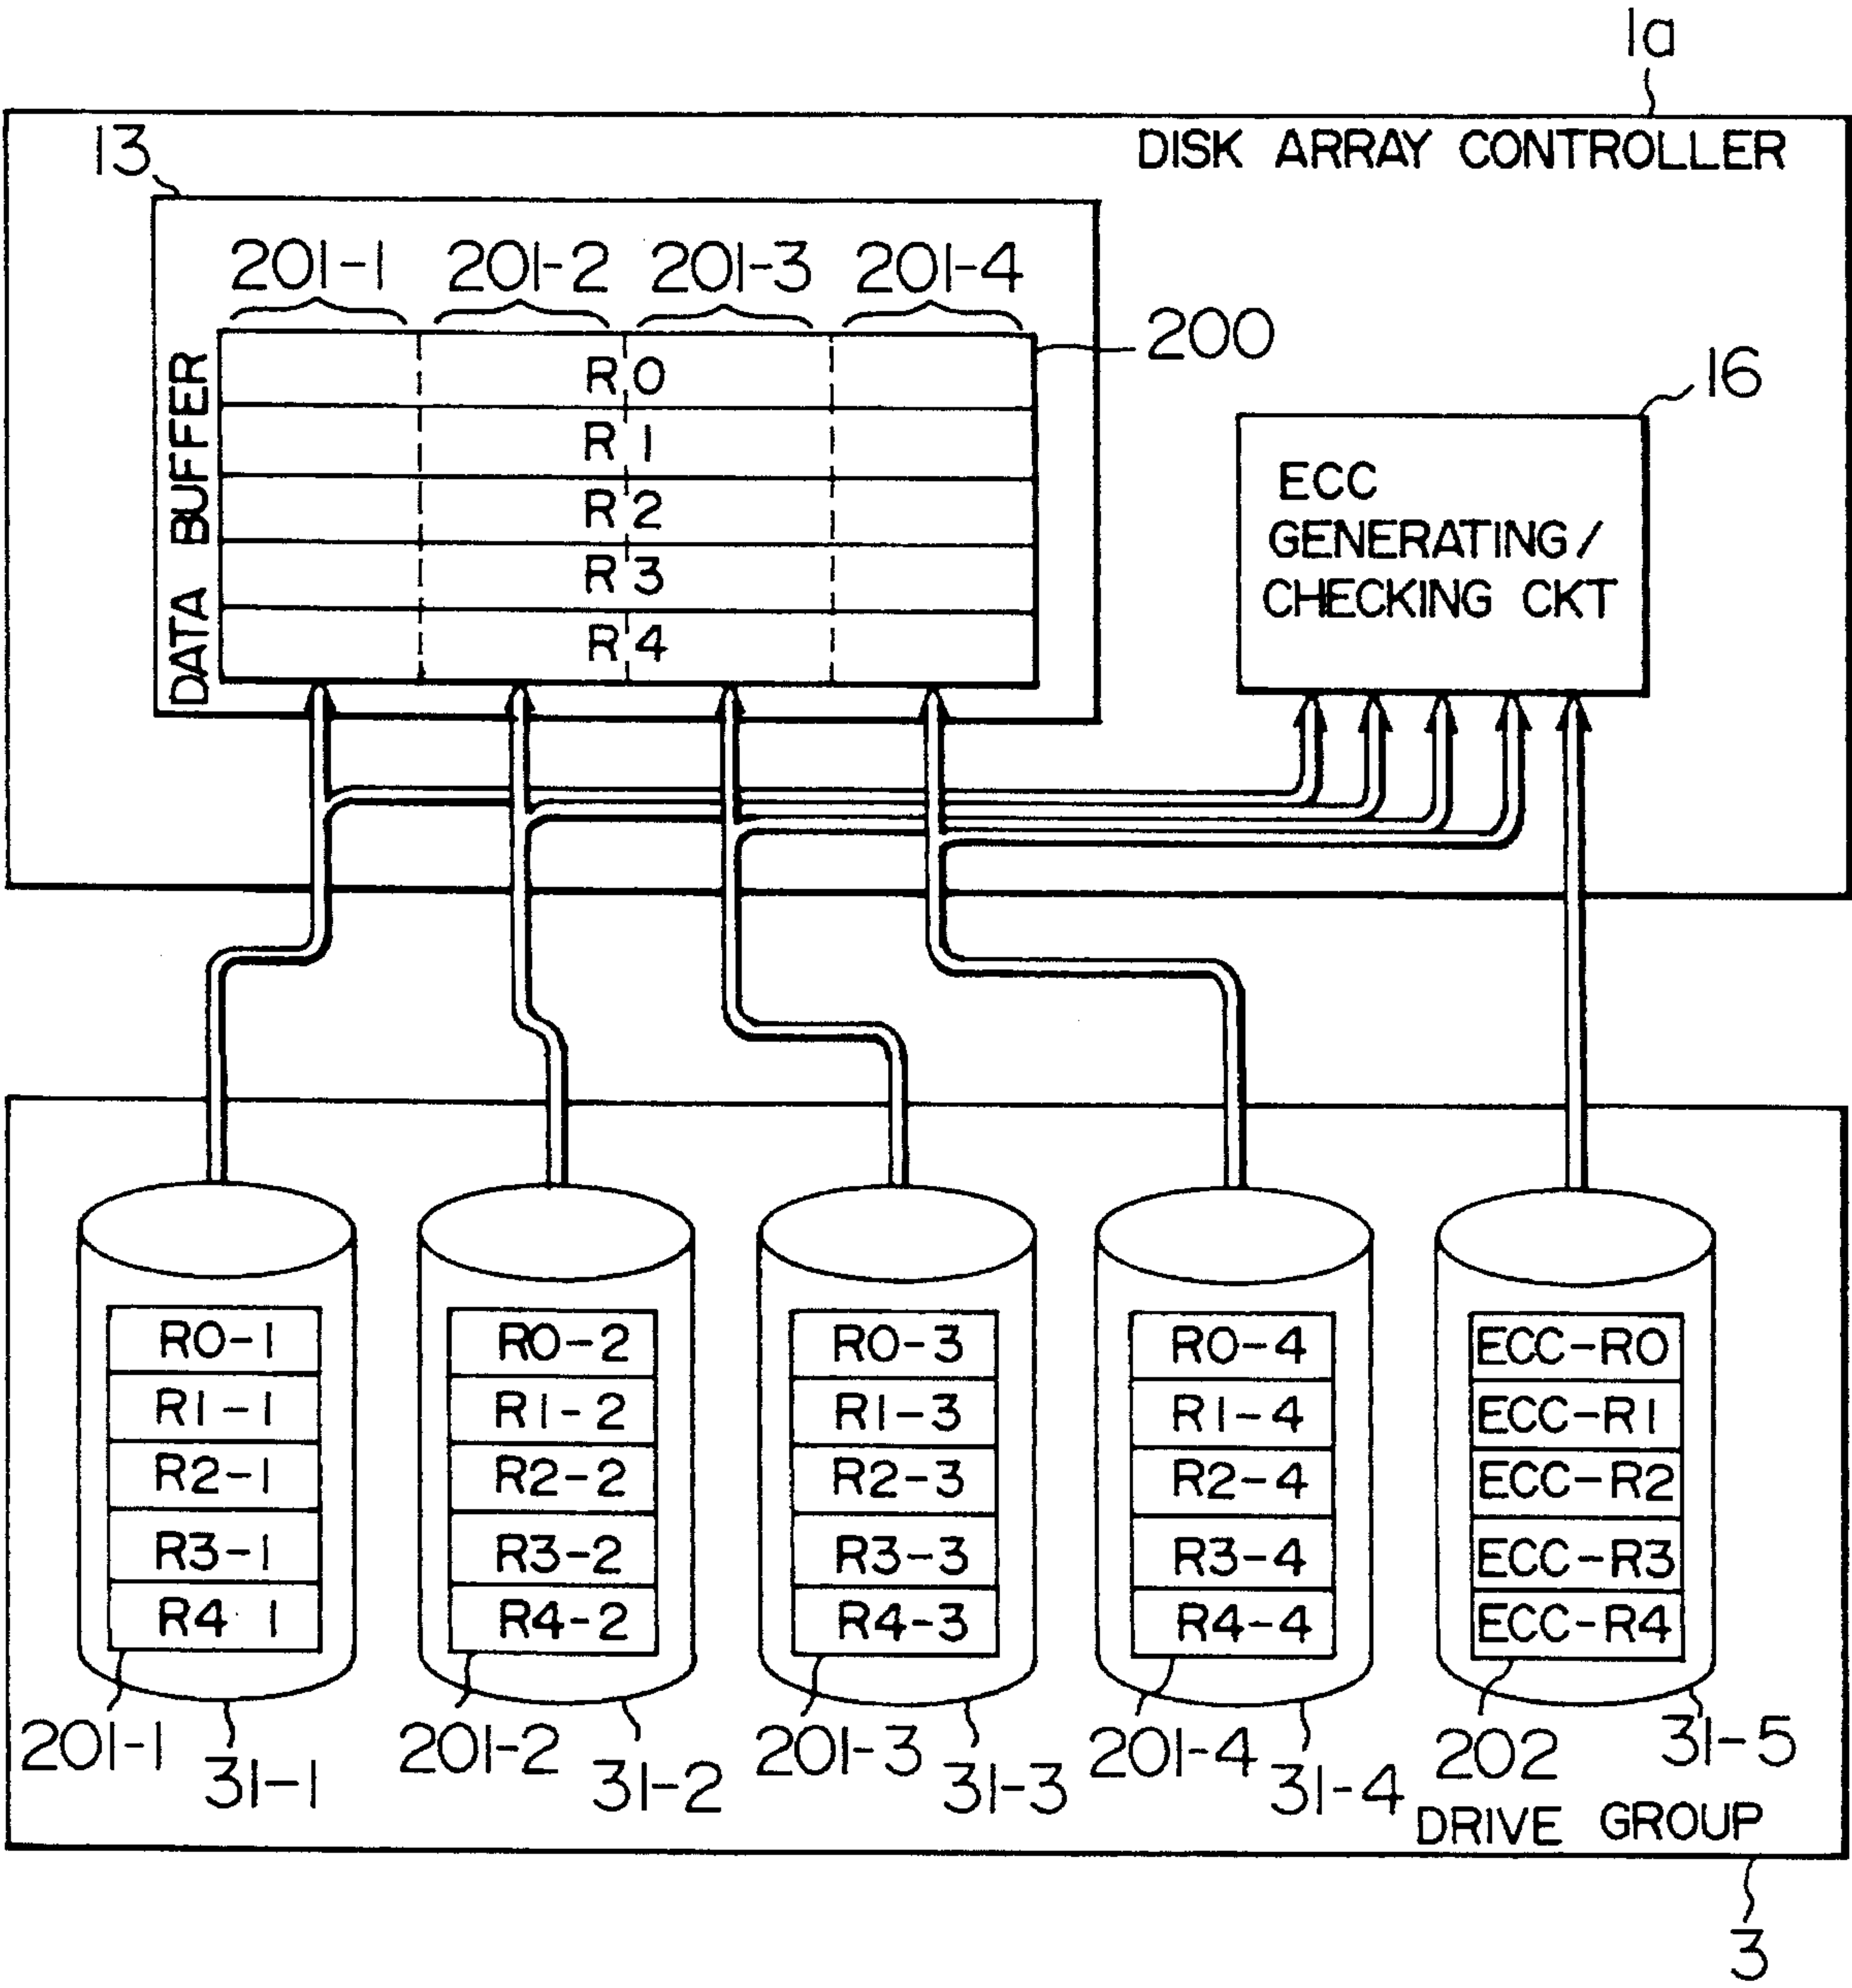 1a
DISK ARRAY CONTROLLER
13
201-1 201-2 201-3 201-4
200
DATA BUFFER
R0
R1
R2
R3
R4
16
ECC
GENERATING/
CHECKING CKT
R0-1
R1-1
R2-1
R3-1
R4 1
R0-2
R1-2
R2-2
R3-2
R4-2
R0-3
R1-3
R2-3
R3-3
R4-3
R0-4
R1-4
R2-4
R3-4
R4-4
ECC-R0
ECC-R1
ECC-R2
ECC-R3
ECC-R4
201-1 31-1 201-2 31-2 201-3 31-3 201-4 31-4 202 31-5
DRIVE GROUP
3